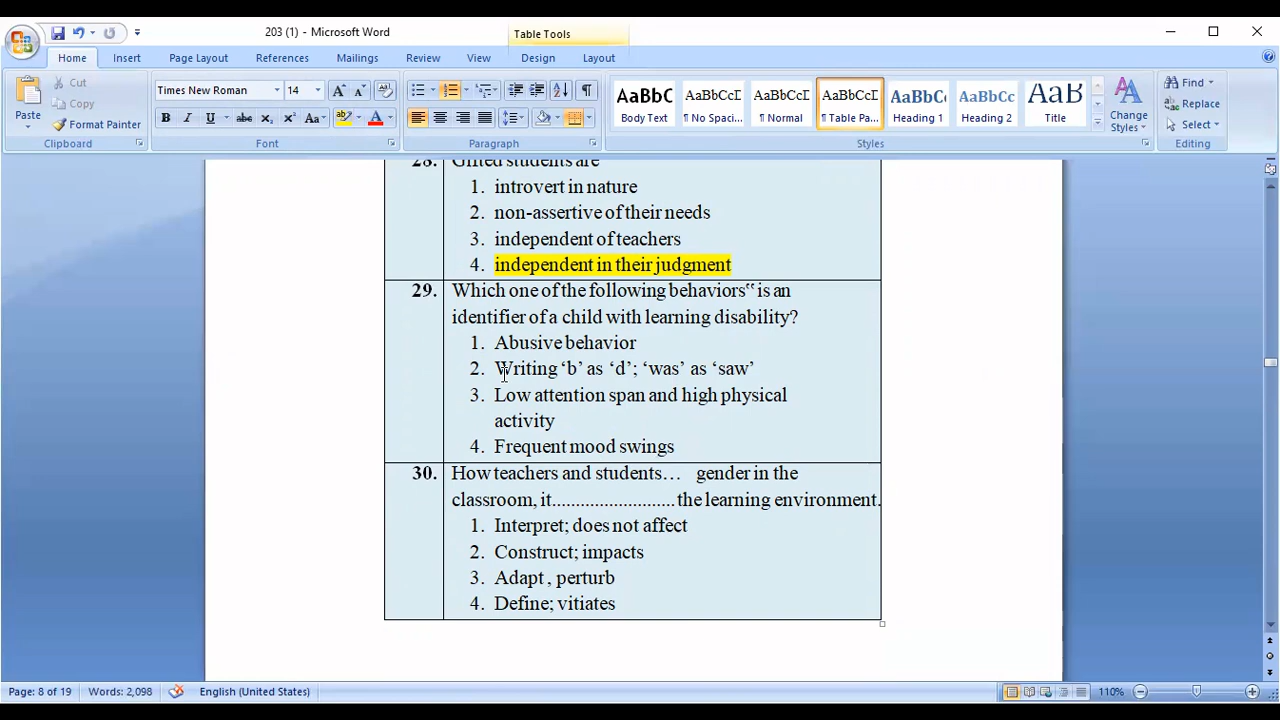 203 (1) - Microsoft Word
Table Tools
Home Insert Page Layout References Mailings Review View Design Layout
Paste
Cut
Copy
Format Painter
Clipboard
Times New Roman 14
B I U abc x₂ x² Aa
Font
Paragraph
AaBbC Body Text
AaBbCcI ¶ No Spaci...
AaBbCcI ¶ Normal
AaBbCcI ¶ Table Pa...
AaBbC Heading 1
AaBbCc Heading 2
AaB Title
Change Styles
Styles
Find
Replace
Select
Editing
28. Gifted students are
1. introvert in nature
2. non-assertive of their needs
3. independent of teachers
4. independent in their judgment
29. Which one of the following behaviors‟ is an
identifier of a child with learning disability?
1. Abusive behavior
2. Writing ‘b’ as ‘d’; ‘was’ as ‘saw’
3. Low attention span and high physical
activity
4. Frequent mood swings
30. How teachers and students… gender in the
classroom, it.......................... the learning environment.
1. Interpret; does not affect
2. Construct; impacts
3. Adapt , perturb
4. Define; vitiates
Page: 8 of 19 Words: 2,098 English (United States) 110%